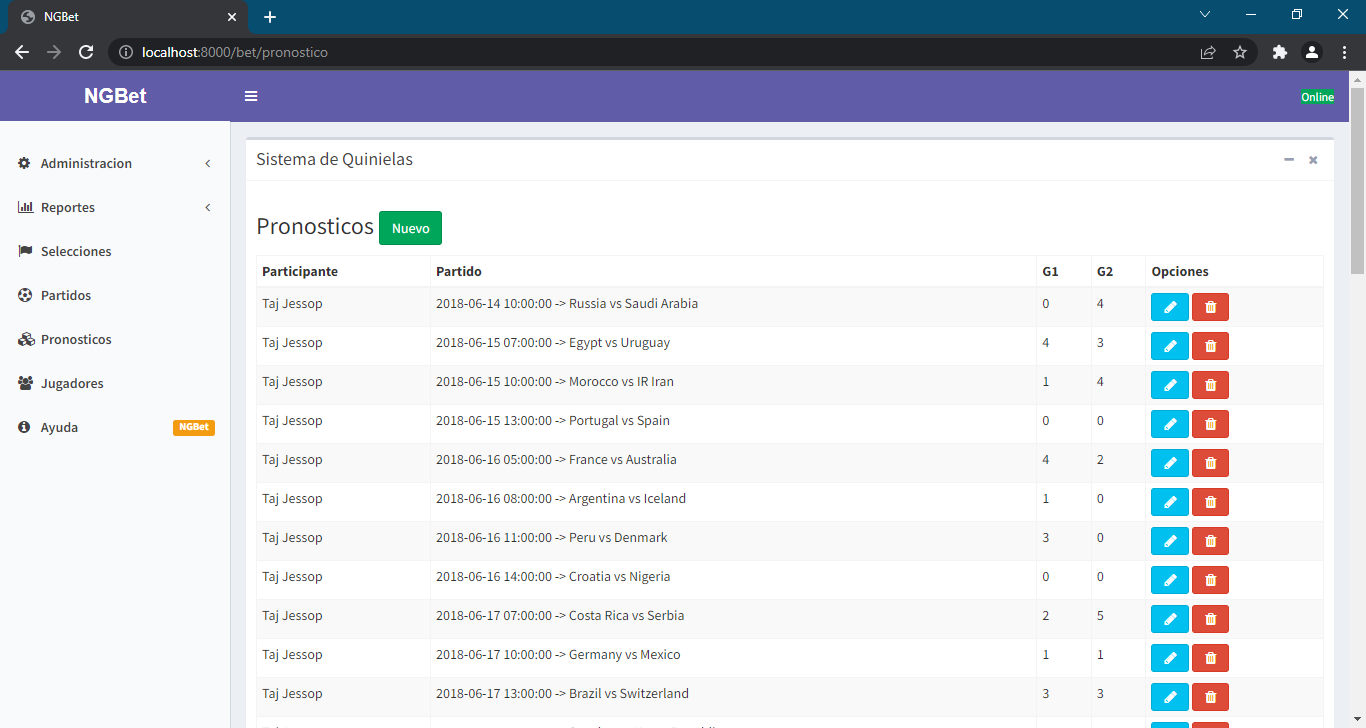 NGBet
localhost:8000/bet/pronostico
NGBet
Online
Administracion
Reportes
Selecciones
Partidos
Pronosticos
Jugadores
Ayuda NGBet
Sistema de Quinielas
Pronosticos Nuevo
Participante Partido G1 G2 Opciones
Taj Jessop 2018-06-14 10:00:00 -> Russia vs Saudi Arabia 0 4
Taj Jessop 2018-06-15 07:00:00 -> Egypt vs Uruguay 4 3
Taj Jessop 2018-06-15 10:00:00 -> Morocco vs IR Iran 1 4
Taj Jessop 2018-06-15 13:00:00 -> Portugal vs Spain 0 0
Taj Jessop 2018-06-16 05:00:00 -> France vs Australia 4 2
Taj Jessop 2018-06-16 08:00:00 -> Argentina vs Iceland 1 0
Taj Jessop 2018-06-16 11:00:00 -> Peru vs Denmark 3 0
Taj Jessop 2018-06-16 14:00:00 -> Croatia vs Nigeria 0 0
Taj Jessop 2018-06-17 07:00:00 -> Costa Rica vs Serbia 2 5
Taj Jessop 2018-06-17 10:00:00 -> Germany vs Mexico 1 1
Taj Jessop 2018-06-17 13:00:00 -> Brazil vs Switzerland 3 3